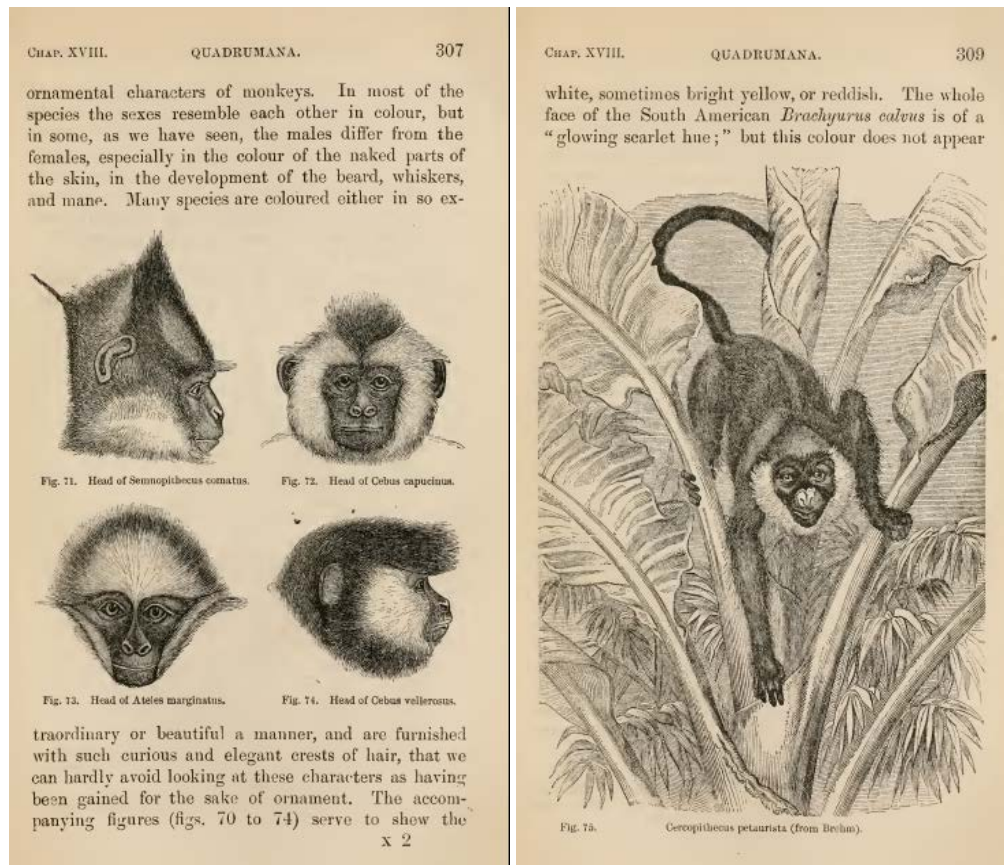 CHAP. XVIII. QUADRUMANA. 307
ornamental characters of monkeys. In most of the
species the sexes resemble each other in colour, but
in some, as we have seen, the males differ from the
females, especially in the colour of the naked parts of
the skin, in the development of the beard, whiskers,
and mane. Many species are coloured either in so ex-
Fig. 71. Head of Semnopithecus comatus.
Fig. 72. Head of Cebus capucinus.
Fig. 73. Head of Ateles marginatus.
Fig. 74. Head of Cebus vellerosus.
traordinary or beautiful a manner, and are furnished
with such curious and elegant crests of hair, that we
can hardly avoid looking at these characters as having
been gained for the sake of ornament. The accom-
panying figures (figs. 70 to 74) serve to shew the
x 2
CHAP. XVIII. QUADRUMANA. 309
white, sometimes bright yellow, or reddish. The whole
face of the South American Brachyurus calvus is of a
"glowing scarlet hue;" but this colour does not appear
Fig. 75. Cercopithecus petaurista (from Brehm).